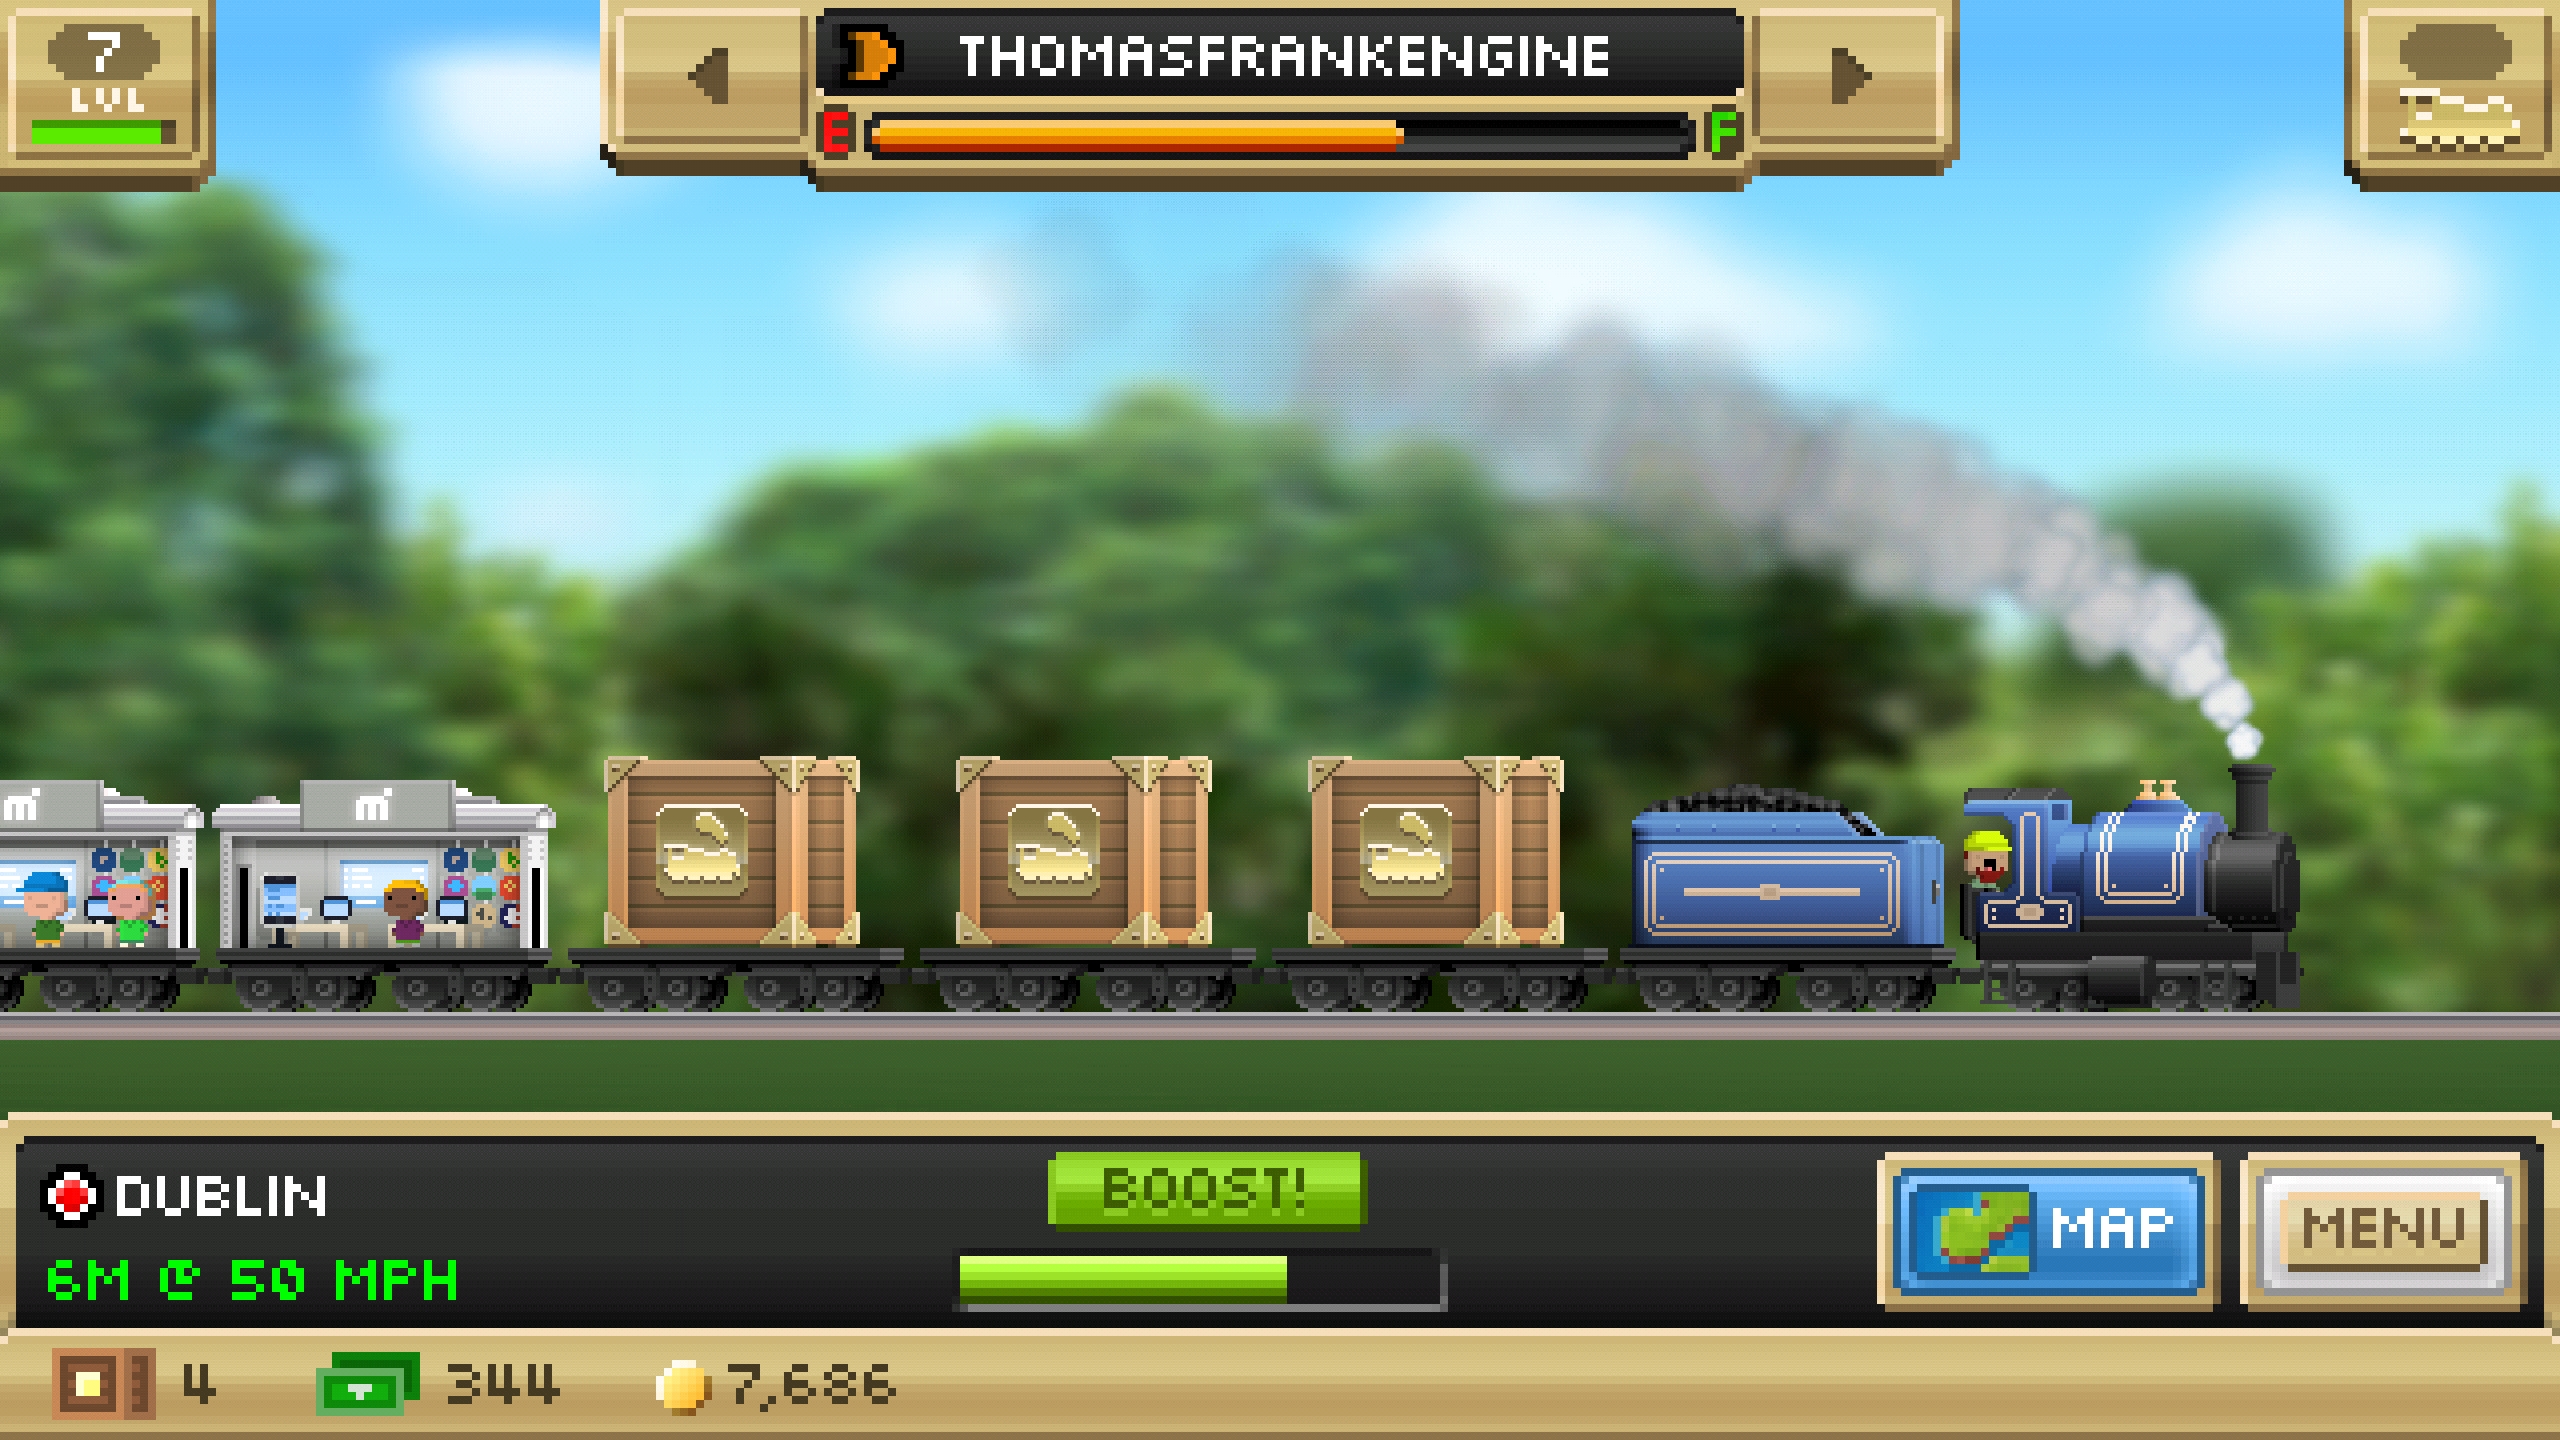 7
LVL
THOMASFRANKENGINE
E F
m m
DUBLIN
6M @ 50 MPH
BOOST!
MAP
MENU
4
344
7,686